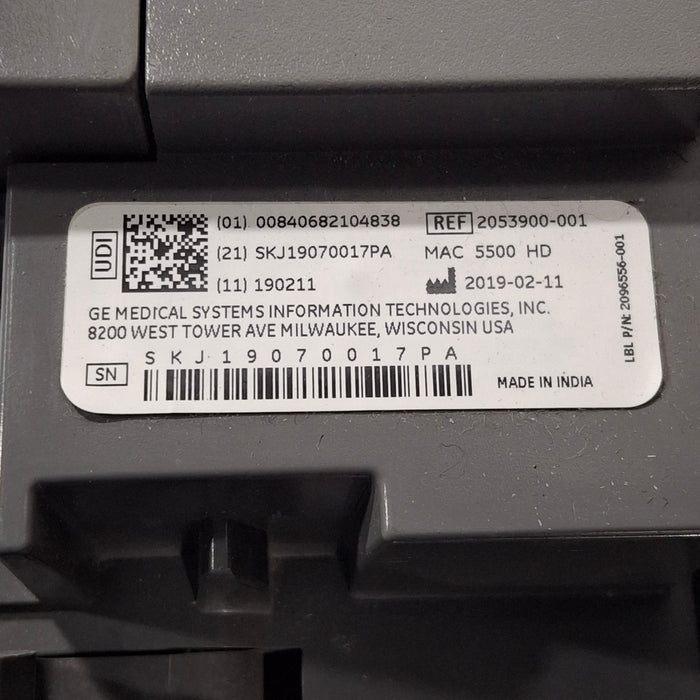 UDI
(01) 00840682104838
REF 2053900-001
(21) SKJ19070017PA
MAC 5500 HD
(11) 190211
2019-02-11
GE MEDICAL SYSTEMS INFORMATION TECHNOLOGIES, INC.
8200 WEST TOWER AVE MILWAUKEE, WISCONSIN USA
SKJ19070017PA
SN
MADE IN INDIA
LBL P/N: 2096556-001